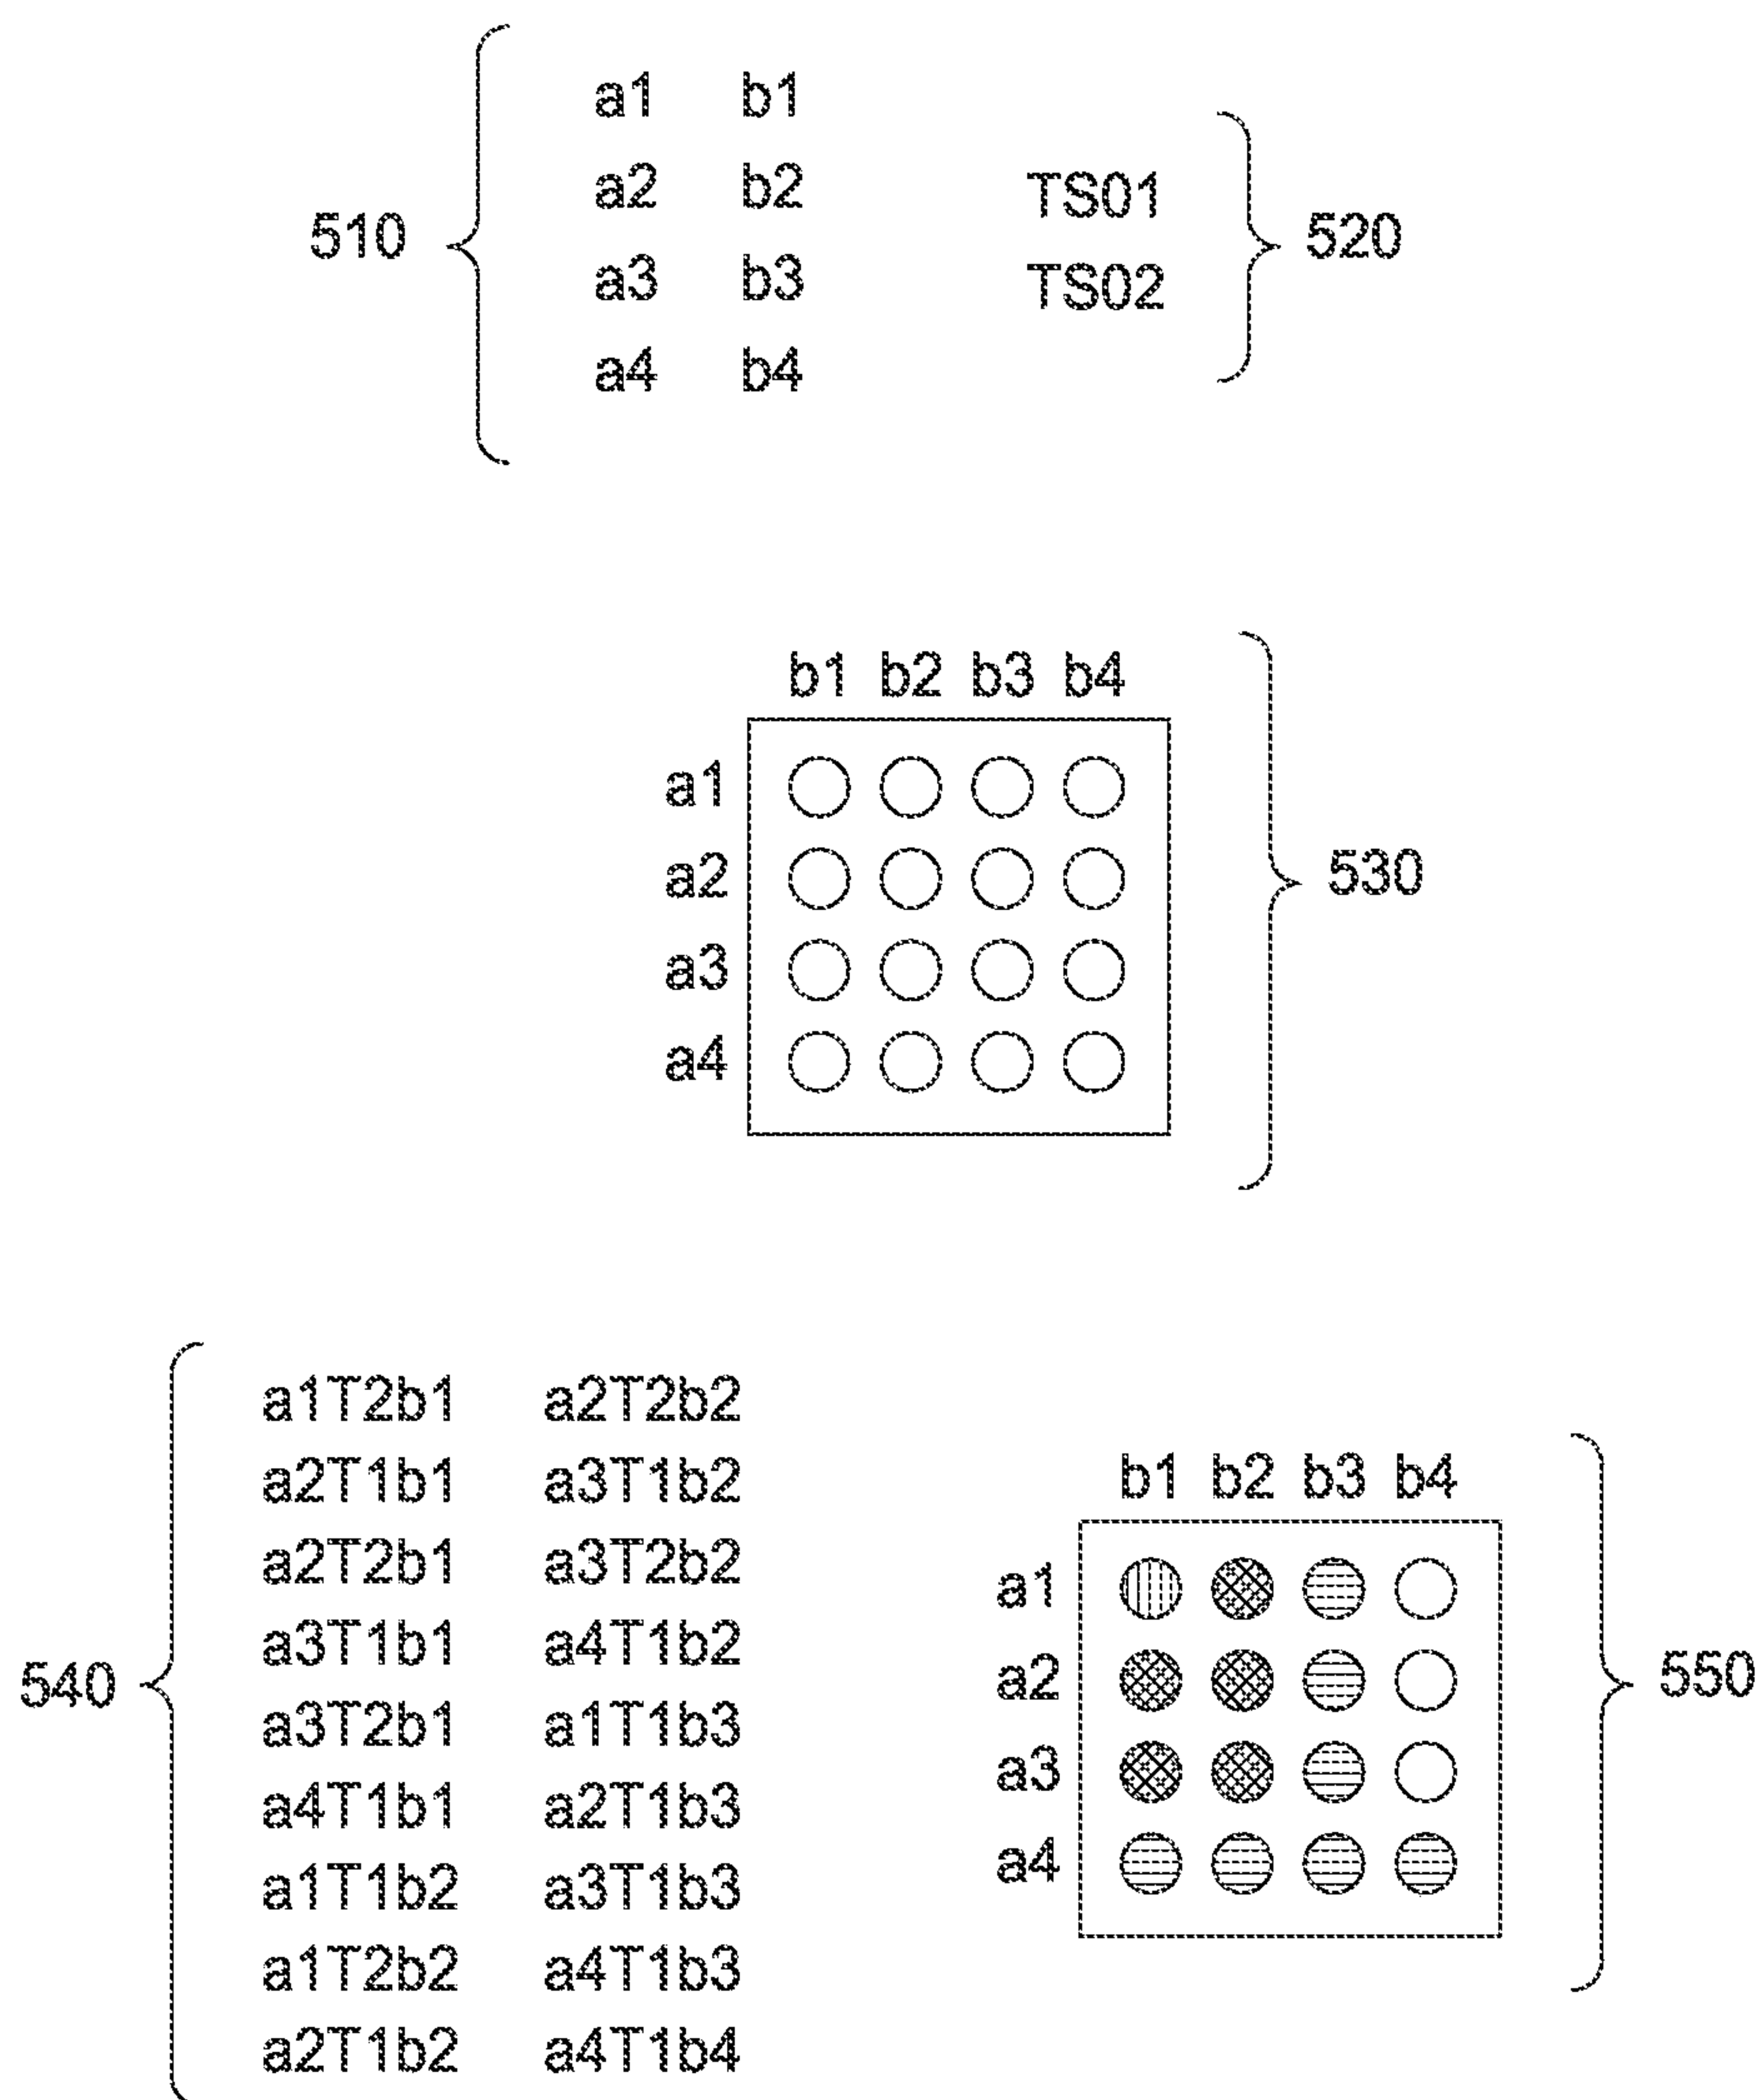 a1 b1
a2 b2 TS01
510 520
a3 b3 TS02
a4 b4
b1 b2 b3 b4
a1
a2
530
a3
a4
a1T2b1 a2T2b2
a2T1b1 a3T1b2
a2T2b1 a3T2b2
a3T1b1 a4T1b2
540
a3T2b1 a1T1b3
a4T1b1 a2T1b3
a1T1b2 a3T1b3
a1T2b2 a4T1b3
a2T1b2 a4T1b4
b1 b2 b3 b4
a1
a2
550
a3
a4